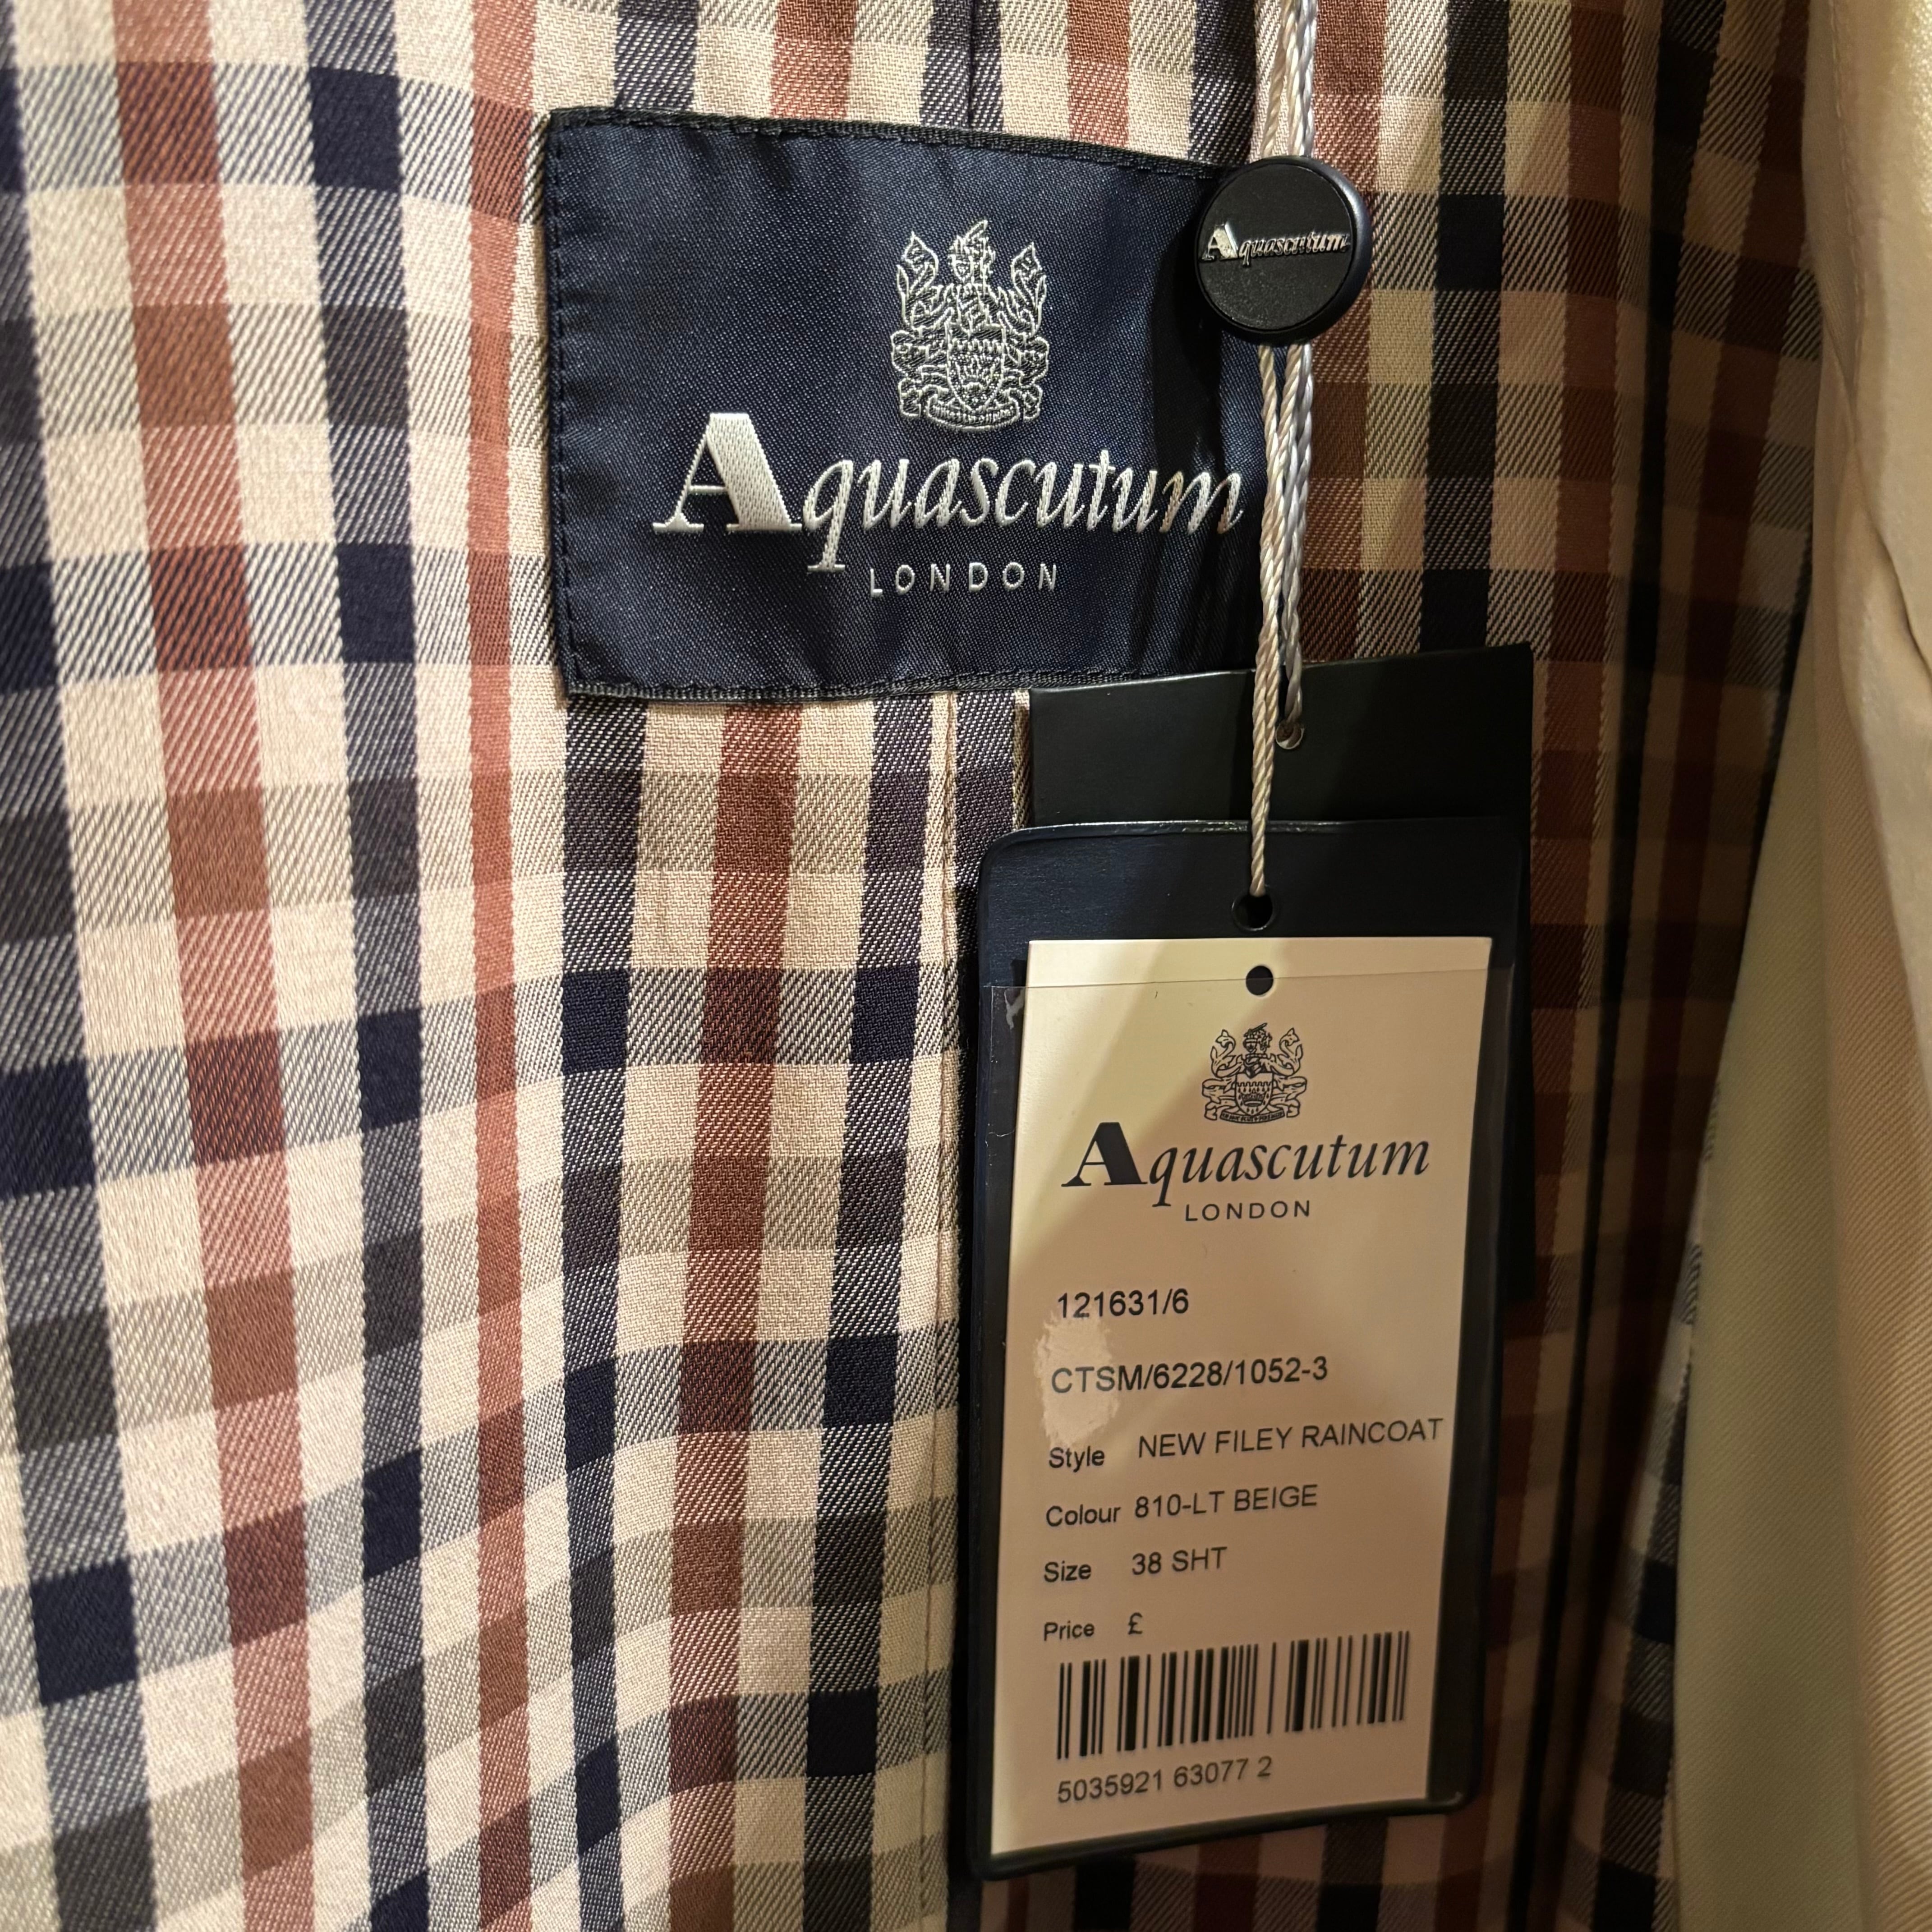 Aquascutum
LONDON
Aquascutum
Aquascutum
LONDON
121631/6
CTSM/6228/1052-3
Style NEW FILEY RAINCOAT
Colour 810-LT BEIGE
Size 38 SHT
Price £
5035921 63077 2